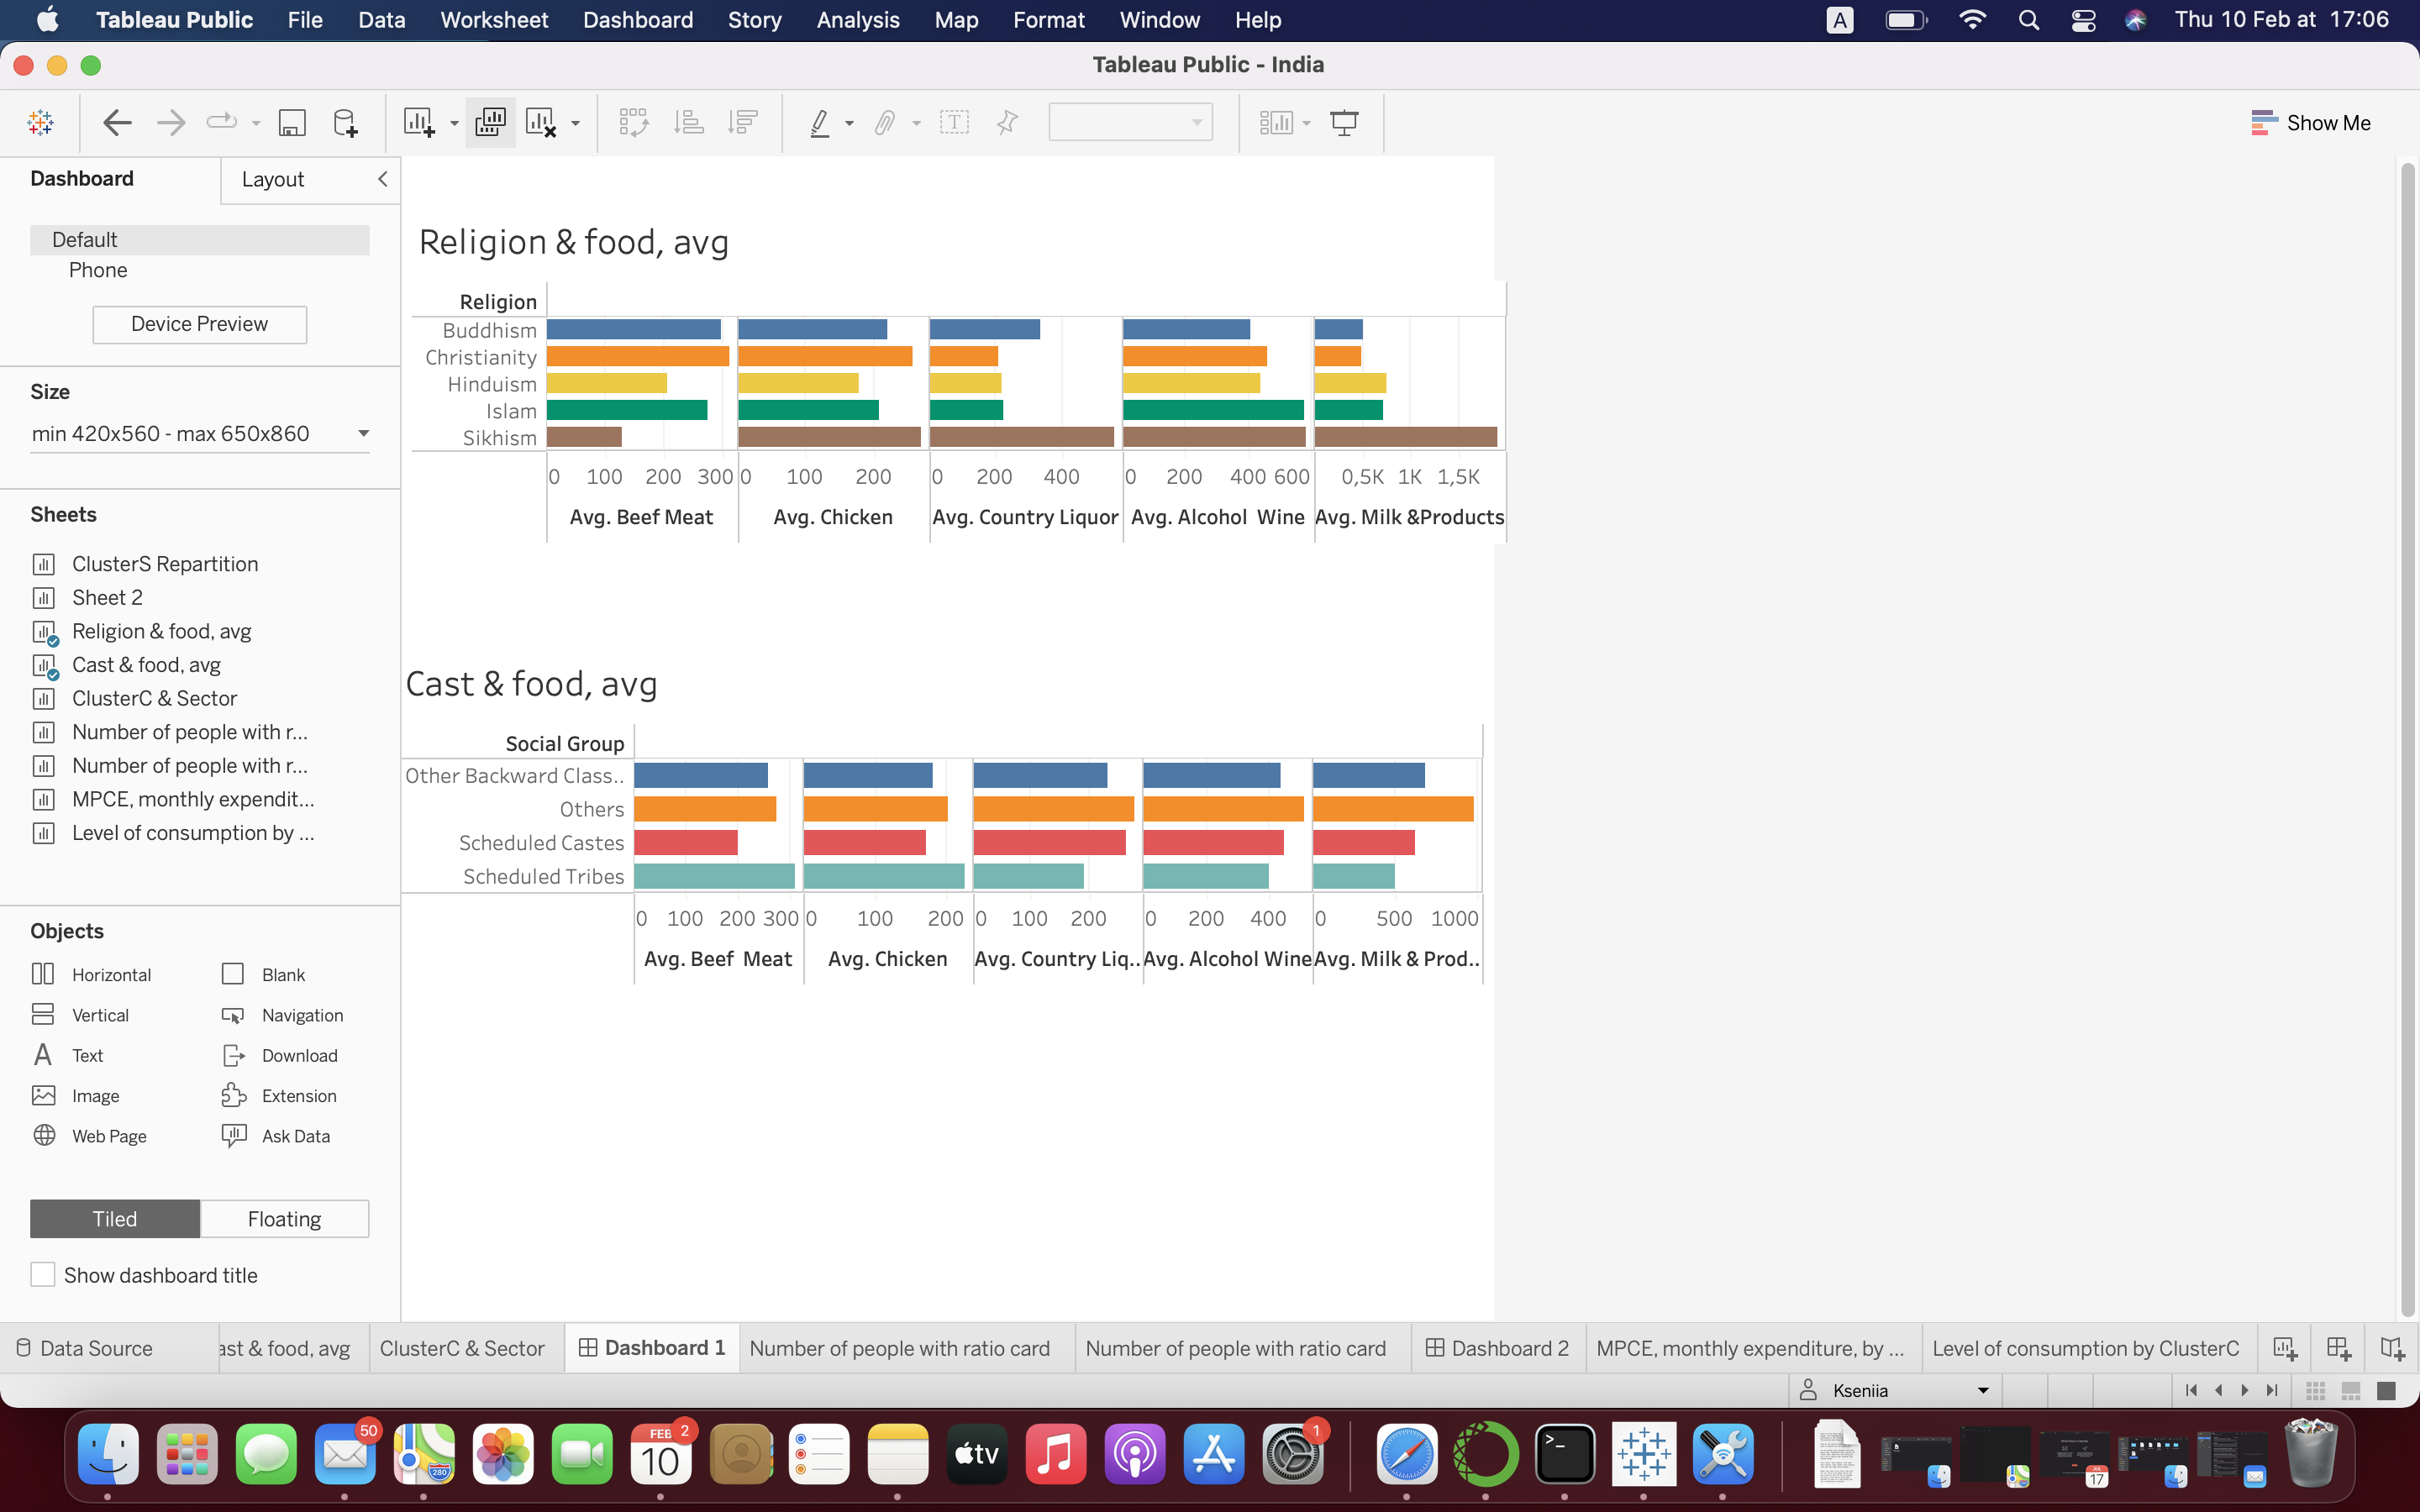 Tableau Public File Data Worksheet Dashboard Story Analysis Map Format Window Help A Thu 10 Feb at 17:06
Tableau Public - India
Show Me
Dashboard Layout
Default
Phone
Device Preview
Size
min 420x560 - max 650x860
Sheets
ClusterS Repartition
Sheet 2
Religion & food, avg
Cast & food, avg
ClusterC & Sector
Number of people with r...
Number of people with r...
MPCE, monthly expendit...
Level of consumption by ...
Objects
Horizontal Blank
Vertical Navigation
Text Download
Image Extension
Web Page Ask Data
Tiled Floating
Show dashboard title
Religion & food, avg
Religion
Buddhism
Christianity
Hinduism
Islam
Sikhism
0 100 200 300 0 100 200 0 200 400 0 200 400 600 0,5K 1K 1,5K
Avg. Beef Meat Avg. Chicken Avg. Country Liquor Avg. Alcohol Wine Avg. Milk &Products
Cast & food, avg
Social Group
Other Backward Class..
Others
Scheduled Castes
Scheduled Tribes
0 100 200 300 0 100 200 0 100 200 0 200 400 0 500 1000
Avg. Beef Meat Avg. Chicken Avg. Country Liq.. Avg. Alcohol Wine Avg. Milk & Prod..
Data Source ast & food, avg ClusterC & Sector Dashboard 1 Number of people with ratio card Number of people with ratio card Dashboard 2 MPCE, monthly expenditure, by ... Level of consumption by ClusterC
Kseniia
50 280 FEB 10 2 tv 1 >_ 17